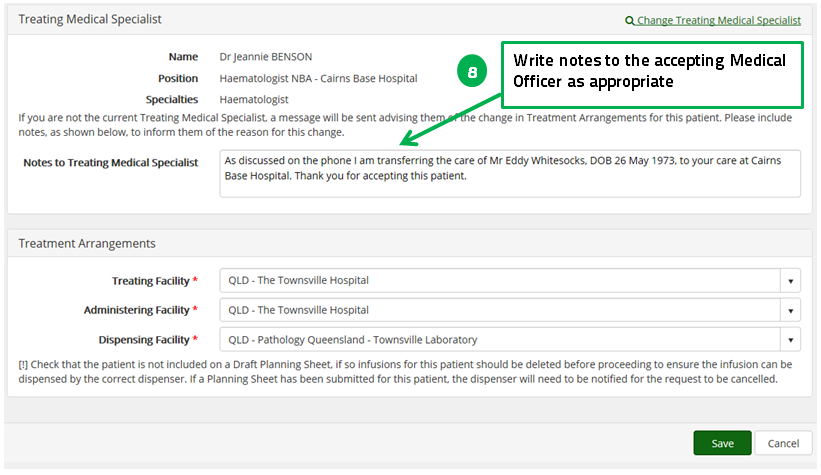 Treating Medical Specialist
Change Treating Medical Specialist
Name Dr Jeannie BENSON
Position Haematologist NBA - Cairns Base Hospital
Specialties Haematologist
8
Write notes to the accepting Medical
Officer as appropriate
If you are not the current Treating Medical Specialist, a message will be sent advising them of the change in Treatment Arrangements for this patient. Please include
notes, as shown below, to inform them of the reason for this change.
Notes to Treating Medical Specialist
As discussed on the phone I am transferring the care of Mr Eddy Whitesocks, DOB 26 May 1973, to your care at Cairns
Base Hospital. Thank you for accepting this patient.
Treatment Arrangements
Treating Facility * QLD - The Townsville Hospital
Administering Facility * QLD - The Townsville Hospital
Dispensing Facility * QLD - Pathology Queensland - Townsville Laboratory
[!] Check that the patient is not included on a Draft Planning Sheet, if so infusions for this patient should be deleted before proceeding to ensure the infusion can be
dispensed by the correct dispenser. If a Planning Sheet has been submitted for this patient, the dispenser will need to be notified for the request to be cancelled.
Save Cancel